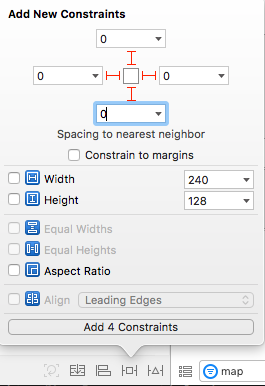 Add New Constraints
0
0
0
0
Spacing to nearest neighbor
Constrain to margins
Width
240
Height
128
Equal Widths
Equal Heights
Aspect Ratio
Align
Leading Edges
Add 4 Constraints
map